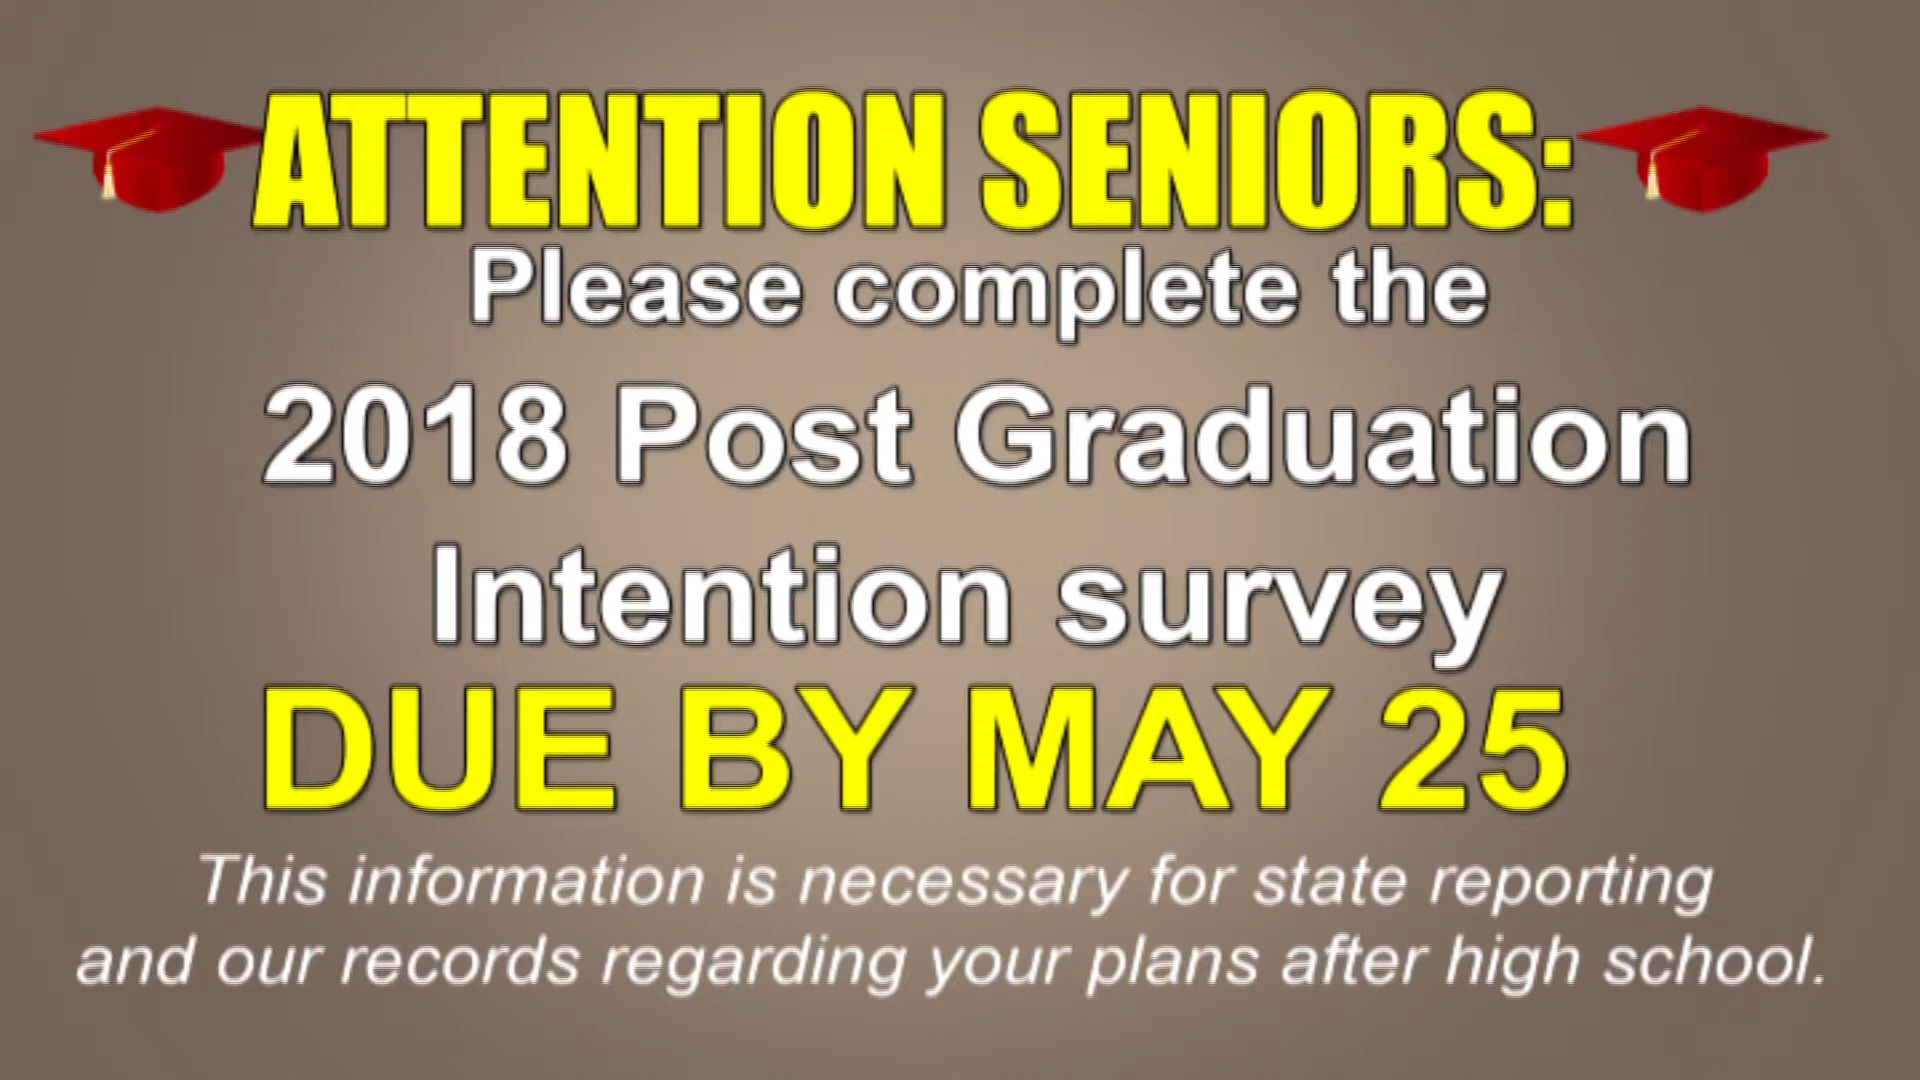 ATTENTION SENIORS:
Please complete the
2018 Post Graduation
Intention survey
DUE BY MAY 25
This information is necessary for state reporting
and our records regarding your plans after high school.